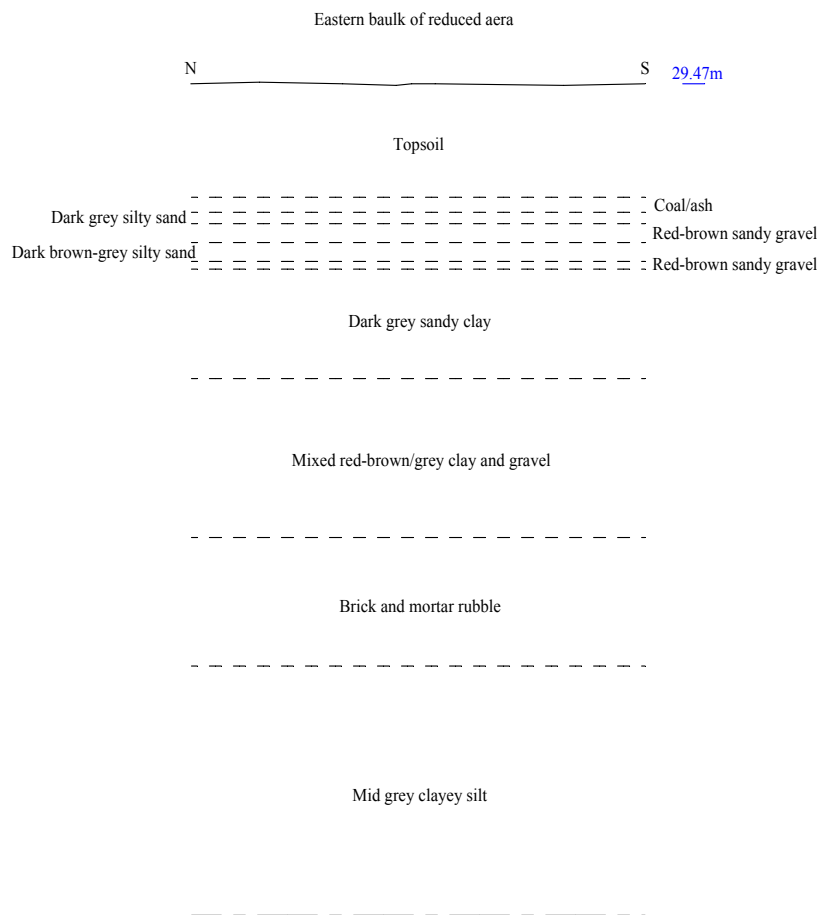 Eastern baulk of reduced aera
N
S
29.47m
Topsoil
Coal/ash
Dark grey silty sand
Red-brown sandy gravel
Dark brown-grey silty sand
Red-brown sandy gravel
Dark grey sandy clay
Mixed red-brown/grey clay and gravel
Brick and mortar rubble
Mid grey clayey silt